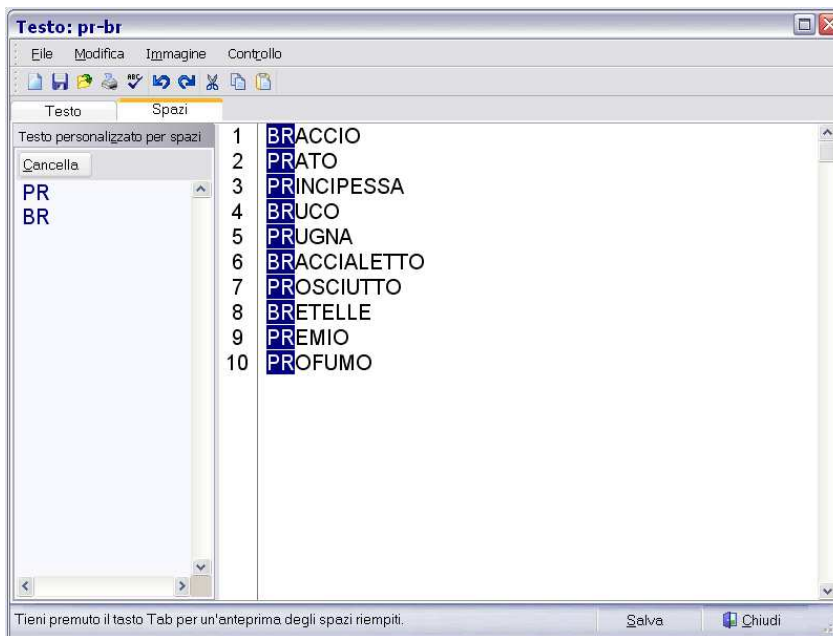 Testo: pr-br
File Modifica Immagine Controllo
ABC
Testo Spazi
Testo personalizzato per spazi
Cancella
PR
BR
1 BRACCIO
2 PRATO
3 PRINCIPESSA
4 BRUCO
5 PRUGNA
6 BRACCIALETTO
7 PROSCIUTTO
8 BRETELLE
9 PREMIO
10 PROFUMO
Tieni premuto il tasto Tab per un'anteprima degli spazi riempiti. Salva Chiudi